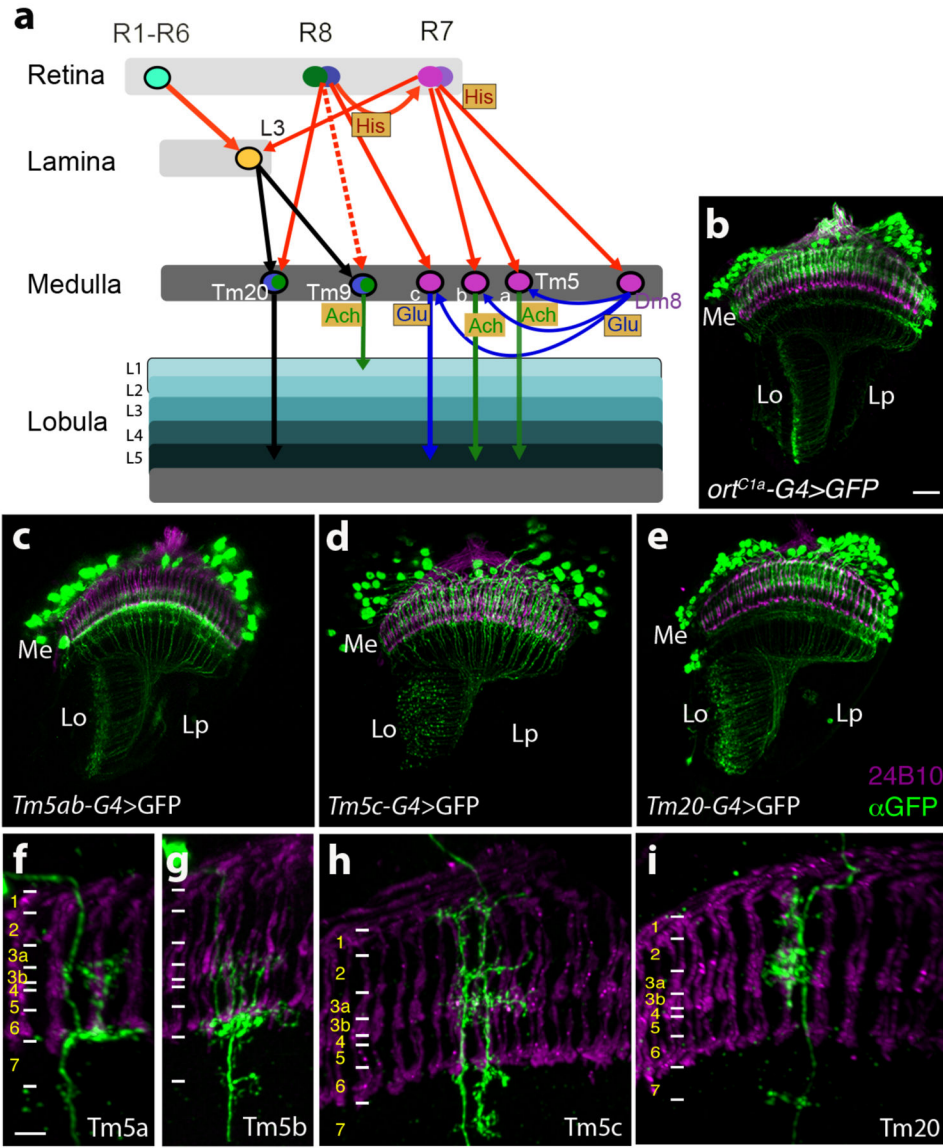 a
R1-R6 R8 R7
Retina
His
His
L3
Lamina
Medulla
Tm20 Tm9 c b a Tm5 Dm8
Ach Glu Ach Ach Glu
L1
L2
L3
Lobula
L4
L5
b
Me
Lo Lp
ortC1a-G4>GFP
c
Me
Lo Lp
Tm5ab-G4>GFP
d
Me
Lo Lp
Tm5c-G4>GFP
e
Me
Lo Lp
24B10
Tm20-G4>GFP αGFP
f
1
2
3a
3b
4
5
6
7
Tm5a
g
Tm5b
h
1
2
3a
3b
4
5
6
7
Tm5c
i
1
2
3a
3b
4
5
6
7
Tm20